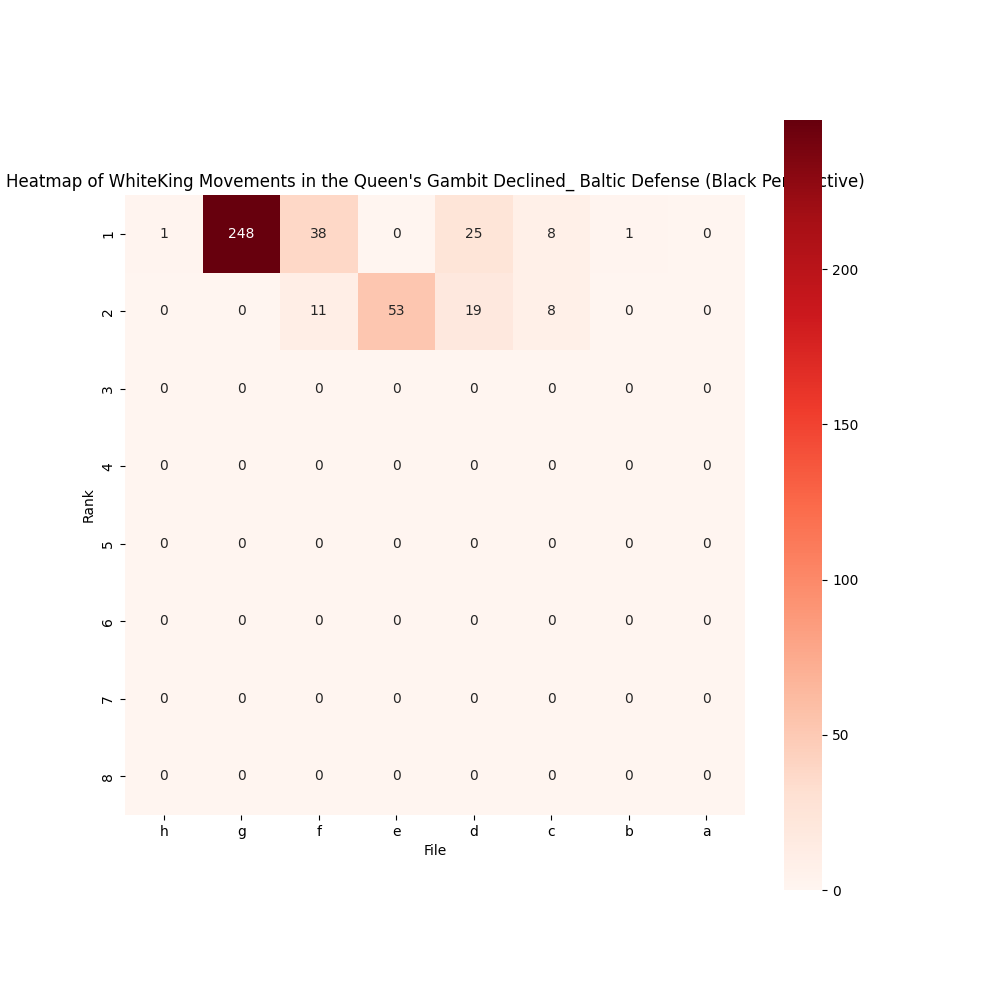 Heatmap of WhiteKing Movements in the Queen's Gambit Declined_ Baltic Defense (Black Perspective)
1 1 248 38 0 25 8 1 0
200
2 0 0 11 53 19 8 0 0
3 0 0 0 0 0 0 0 0
150
4 0 0 0 0 0 0 0 0
Rank
5 0 0 0 0 0 0 0 0
100
6 0 0 0 0 0 0 0 0
7 0 0 0 0 0 0 0 0
50
8 0 0 0 0 0 0 0 0
h g f e d c b a
File
0